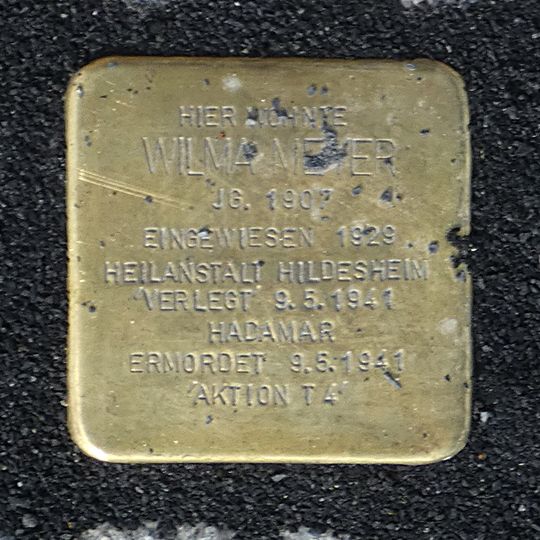 HIER WOHNTE
WILMA MEYER
JG. 1907
EINGEWIESEN 1929
HEILANSTALT HILDESHEIM
VERLEGT 9.5.1941
HADAMAR
ERMORDET 9.5.1941
'AKTION T4'